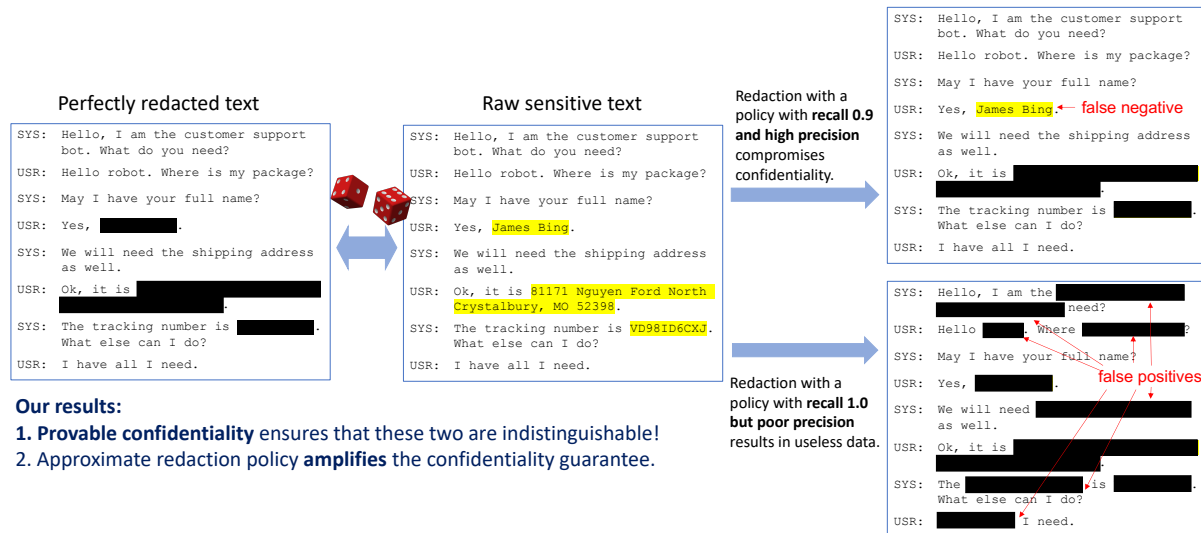 Perfectly redacted text
SYS: Hello, I am the customer support
bot. What do you need?
USR: Hello robot. Where is my package?
SYS: May I have your full name?
USR: Yes, .
SYS: We will need the shipping address
as well.
USR: Ok, it is
.
SYS: The tracking number is .
What else can I do?
USR: I have all I need.
Raw sensitive text
SYS: Hello, I am the customer support
bot. What do you need?
USR: Hello robot. Where is my package?
SYS: May I have your full name?
USR: Yes, James Bing.
SYS: We will need the shipping address
as well.
USR: Ok, it is 81171 Nguyen Ford North
Crystalbury, MO 52398.
SYS: The tracking number is VD98ID6CXJ.
What else can I do?
USR: I have all I need.
Our results:
1. Provable confidentiality ensures that these two are indistinguishable!
2. Approximate redaction policy amplifies the confidentiality guarantee.
Redaction with a
policy with recall 0.9
and high precision
compromises
confidentiality.
Redaction with a
policy with recall 1.0
but poor precision
results in useless data.
SYS: Hello, I am the customer support
bot. What do you need?
USR: Hello robot. Where is my package?
SYS: May I have your full name?
USR: Yes, James Bing. false negative
SYS: We will need the shipping address
as well.
USR: Ok, it is
.
SYS: The tracking number is .
What else can I do?
USR: I have all I need.
SYS: Hello, I am the
need?
USR: Hello . Where ?
SYS: May I have your full name?
USR: Yes, .
false positives
SYS: We will need
as well.
USR: Ok, it is
.
SYS: The is .
What else can I do?
USR: I need.